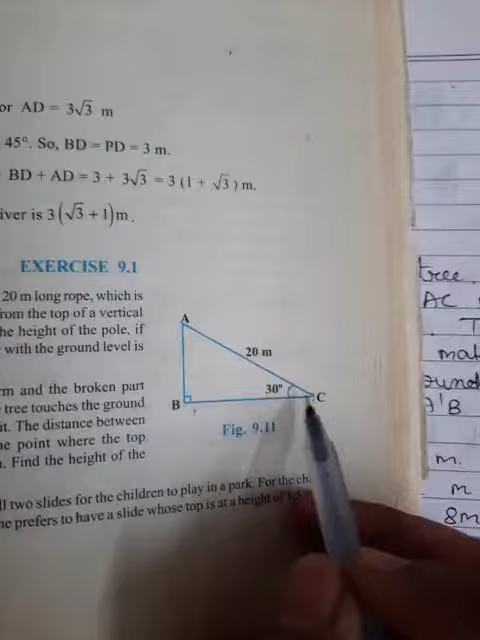 or AD = 3√3 m
45°. So, BD = PD = 3 m.
BD + AD = 3 + 3√3 = 3 (1 + √3) m.
iver is 3(√3 + 1) m.
EXERCISE 9.1
20 m long rope, which is
from the top of a vertical
he height of the pole, if
with the ground level is
A
20 m
30°
B
C
Fig. 9.11
rm and the broken part
tree touches the ground
it. The distance between
e point where the top
. Find the height of the
ll two slides for the children to play in a park. For the ch
he prefers to have a slide whose top is at a height of 1.5
tree.
AC
T
mat
A'B
m.
m
8m